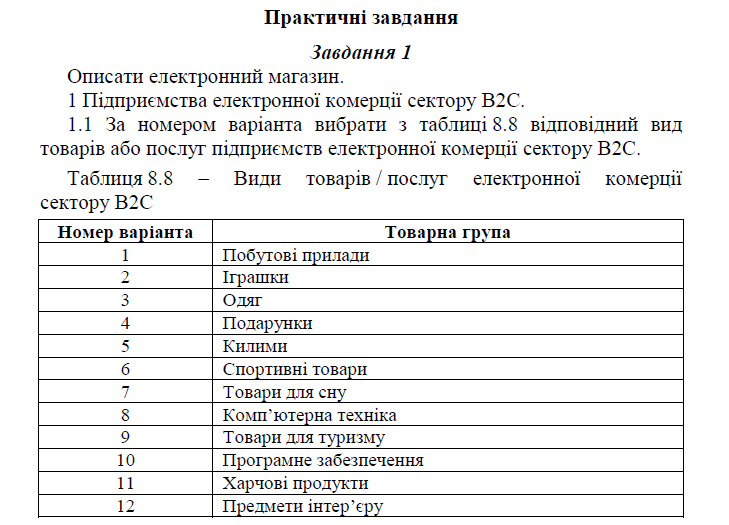 Практичні завдання
Завдання 1
Описати електронний магазин.
1 Підприємства електронної комерції сектору В2С.
1.1 За номером варіанта вибрати з таблиці 8.8 відповідний вид
товарів або послуг підприємств електронної комерції сектору В2С.
Таблиця 8.8 – Види товарів / послуг електронної комерції
сектору В2С
Номер варіанта Товарна група
1 Побутові прилади
2 Іграшки
3 Одяг
4 Подарунки
5 Килими
6 Спортивні товари
7 Товари для сну
8 Комп’ютерна техніка
9 Товари для туризму
10 Програмне забезпечення
11 Харчові продукти
12 Предмети інтер’єру